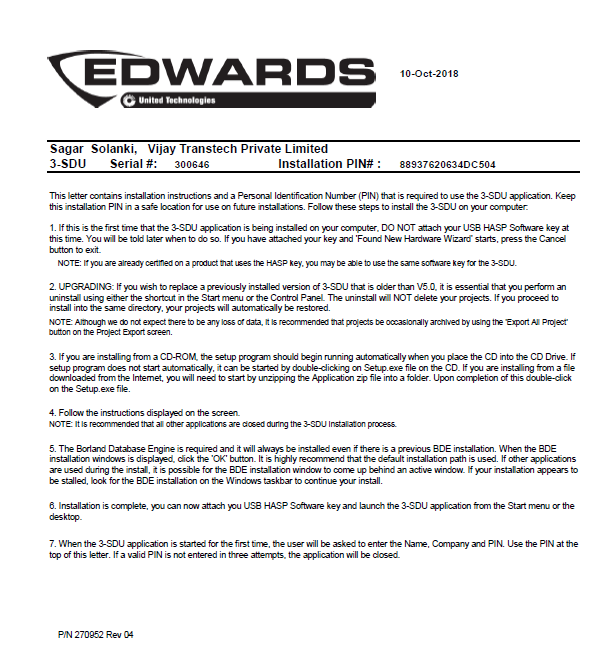 EDWARDS
10-Oct-2018
United Technologies
Sagar Solanki, Vijay Transtech Private Limited
3-SDU Serial #: 300646 Installation PIN# : 88937620634DC504
This letter contains installation instructions and a Personal Identification Number (PIN) that is required to use the 3-SDU application. Keep
this installation PIN in a safe location for use on future installations. Follow these steps to install the 3-SDU on your computer:
1. If this is the first time that the 3-SDU application is being installed on your computer, DO NOT attach your USB HASP Software key at
this time. You will be told later when to do so. If you have attached your key and 'Found New Hardware Wizard' starts, press the Cancel
button to exit.
NOTE: If you are already certified on a product that uses the HASP key, you may be able to use the same software key for the 3-SDU.
2. UPGRADING: If you wish to replace a previously installed version of 3-SDU that is older than V5.0, it is essential that you perform an
uninstall using either the shortcut in the Start menu or the Control Panel. The uninstall will NOT delete your projects. If you proceed to
install into the same directory, your projects will automatically be restored.
NOTE: Although we do not expect there to be any loss of data, it is recommended that projects be occasionally archived by using the 'Export All Project'
button on the Project Export screen.
3. If you are installing from a CD-ROM, the setup program should begin running automatically when you place the CD into the CD Drive. If
setup program does not start automatically, it can be started by double-clicking on Setup.exe file on the CD. If you are installing from a file
downloaded from the Internet, you will need to start by unzipping the Application zip file into a folder. Upon completion of this double-click
on the Setup.exe file.
4. Follow the instructions displayed on the screen.
NOTE: It is recommended that all other applications are closed during the 3-SDU Installation process.
5. The Borland Database Engine is required and it will always be installed even if there is a previous BDE installation. When the BDE
installation windows is displayed, click the 'OK' button. It is highly recommend that the default installation path is used. If other applications
are used during the install, it is possible for the BDE installation window to come up behind an active window. If your installation appears to
be stalled, look for the BDE installation on the Windows taskbar to continue your install.
6. Installation is complete, you can now attach you USB HASP Software key and launch the 3-SDU application from the Start menu or the
desktop.
7. When the 3-SDU application is started for the first time, the user will be asked to enter the Name, Company and PIN. Use the PIN at the
top of this letter. If a valid PIN is not entered in three attempts, the application will be closed.
P/N 270952 Rev 04